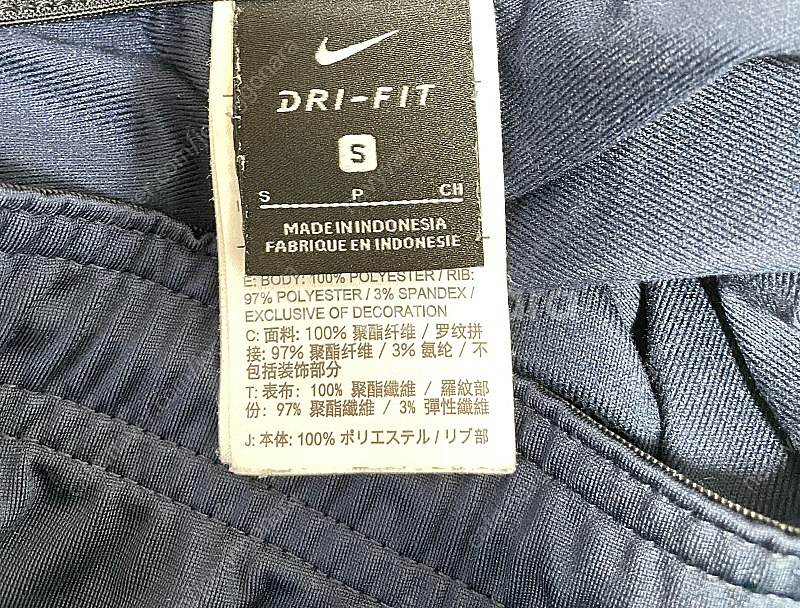 DRI-FIT
S
S P CH
MADE IN INDONESIA
FABRIQUE EN INDONESIE
E: BODY: 100% POLYESTER / RIB:
97% POLYESTER / 3% SPANDEX /
EXCLUSIVE OF DECORATION
C: 面料: 100% 聚酯纤维 / 罗纹拼
接: 97% 聚酯纤维 / 3% 氨纶 / 不
包括装饰部分
T: 表布: 100% 聚酯纖維 / 羅紋部
份: 97% 聚酯纖維 / 3% 彈性纖維
J: 本体: 100% ポリエステル / リブ部